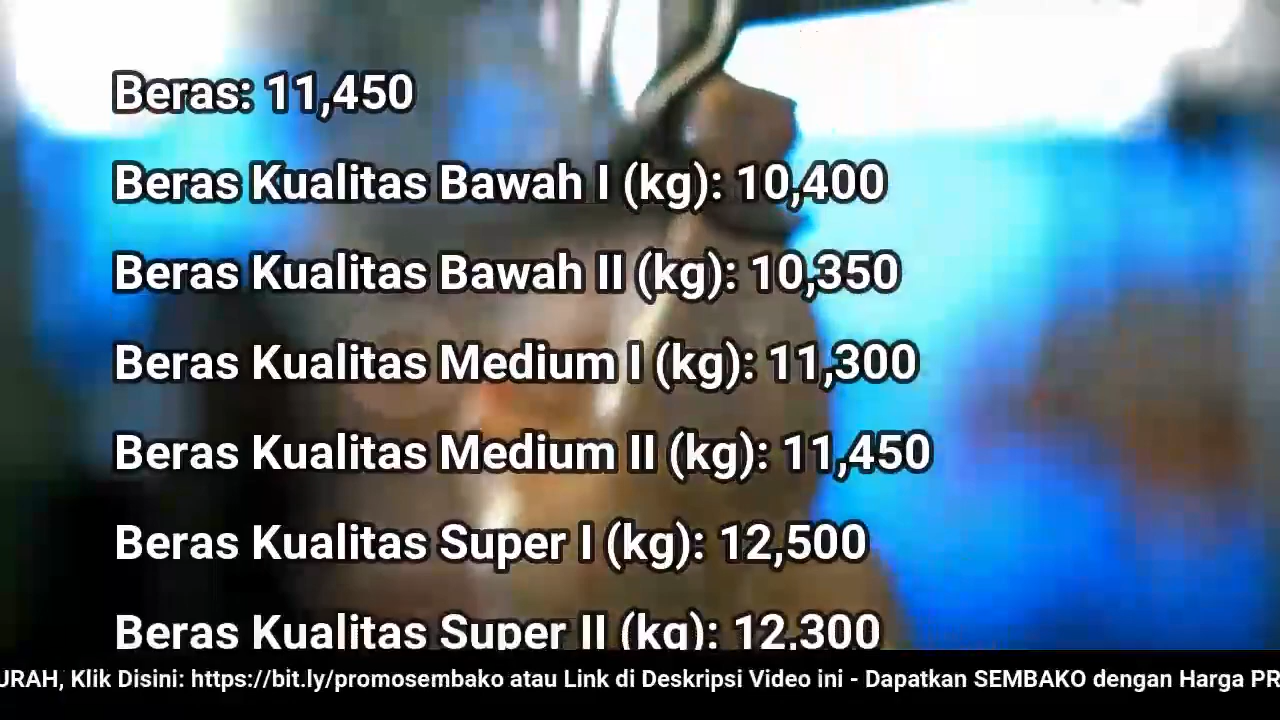 Beras: 11,450
Beras Kualitas Bawah I (kg): 10,400
Beras Kualitas Bawah II (kg): 10,350
Beras Kualitas Medium I (kg): 11,300
Beras Kualitas Medium II (kg): 11,450
Beras Kualitas Super I (kg): 12,500
Beras Kualitas Super II (kg): 12,300
URAH, Klik Disini: https://bit.ly/promosembako atau Link di Deskripsi Video ini - Dapatkan SEMBAKO dengan Harga PR